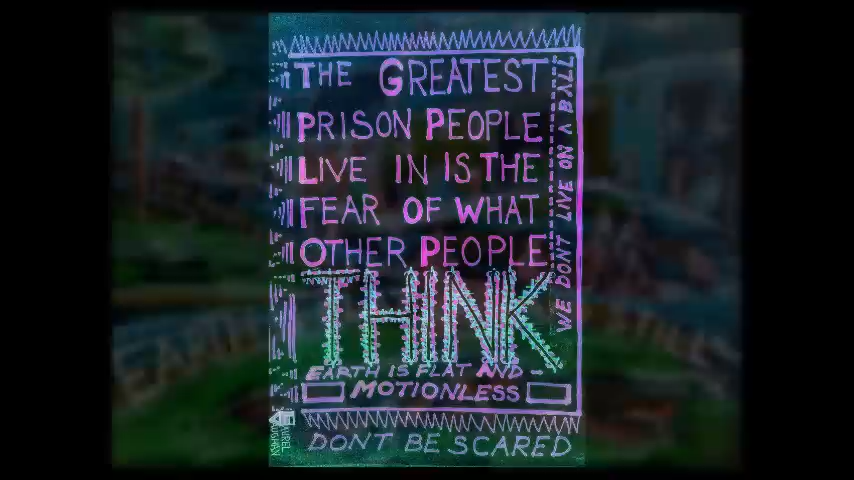 THE GREATEST
PRISON PEOPLE
LIVE IN IS THE
FEAR OF WHAT
OTHER PEOPLE
THINK
EARTH IS FLAT AND -
MOTIONLESS
DONT BE SCARED
WE DONT LIVE ON A BALL